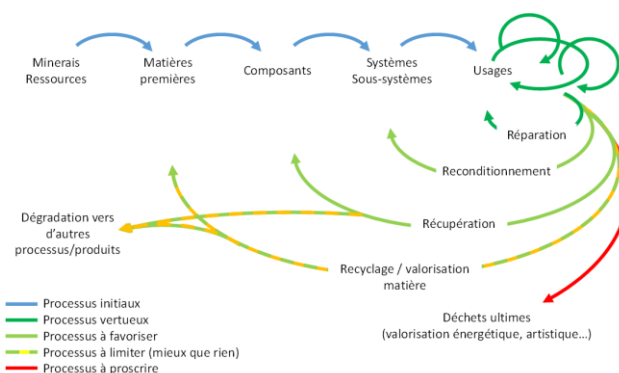 Minerais
Ressources
Matières
premières
Composants
Systèmes
Sous-systèmes
Usages
Réparation
Reconditionnement
Récupération
Dégradation vers
d'autres
processus/produits
Recyclage / valorisation
matière
Déchets ultimes
(valorisation énergétique, artistique...)
Processus initiaux
Processus vertueux
Processus à favoriser
Processus à limiter (mieux que rien)
Processus à proscrire